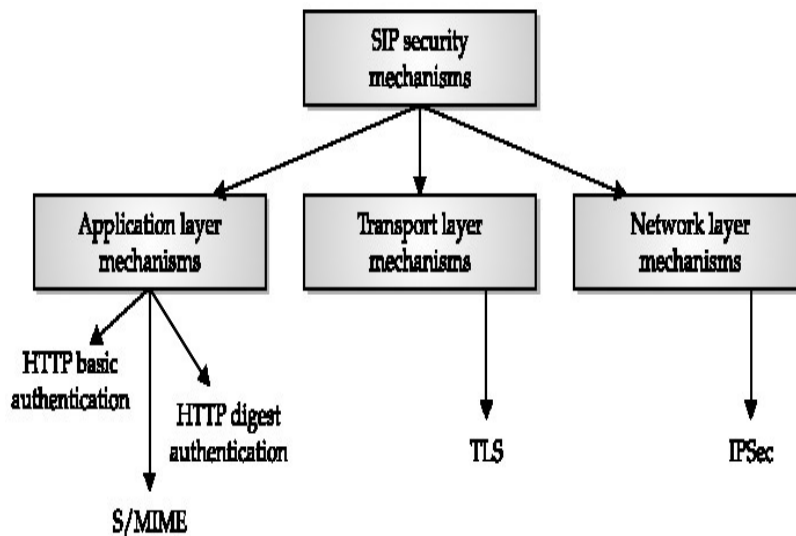 SIP security
mechanisms
Application layer
mechanisms
Transport layer
mechanisms
Network layer
mechanisms
HTTP basic
authentication
HTTP digest
authentication
S/MIME
TLS
IPSec